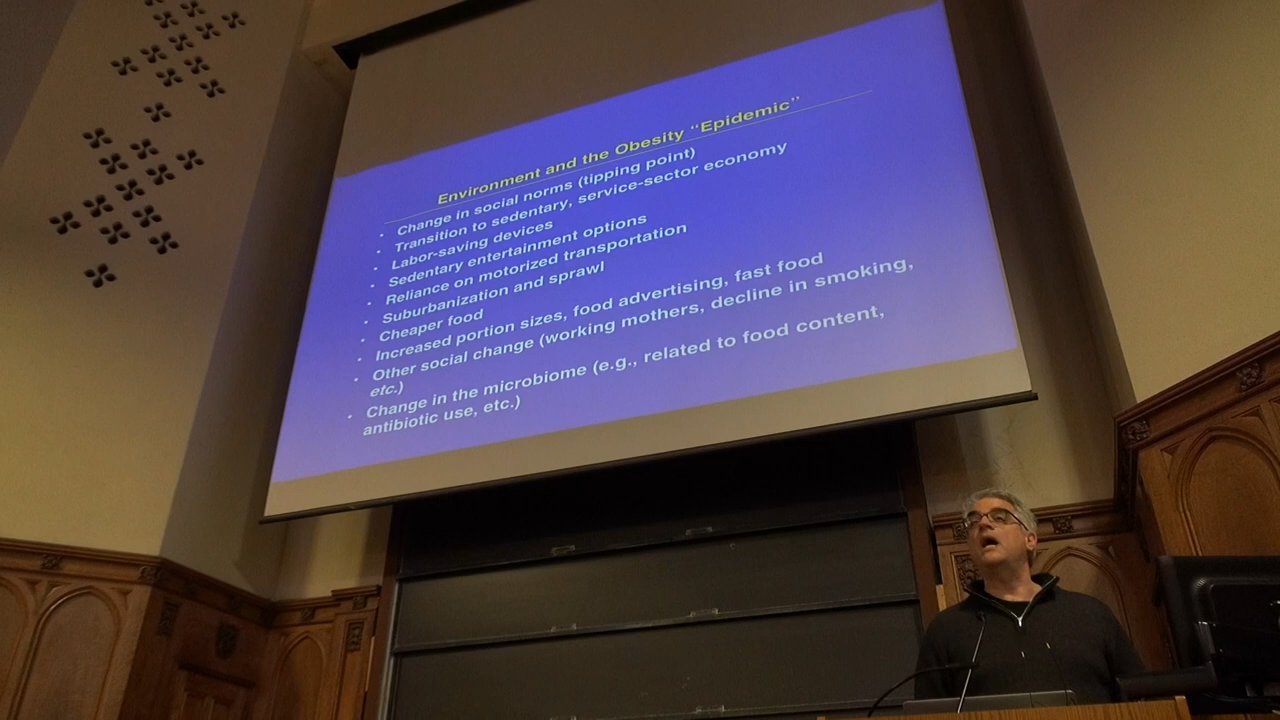 Environment and the Obesity “Epidemic”
• Change in social norms (tipping point)
• Transition to sedentary, service-sector economy
• Labor-saving devices
• Sedentary entertainment options
• Reliance on motorized transportation
• Suburbanization and sprawl
• Cheaper food
• Increased portion sizes, food advertising, fast food
• Other social change (working mothers, decline in smoking,
etc.)
• Change in the microbiome (e.g., related to food content,
antibiotic use, etc.)